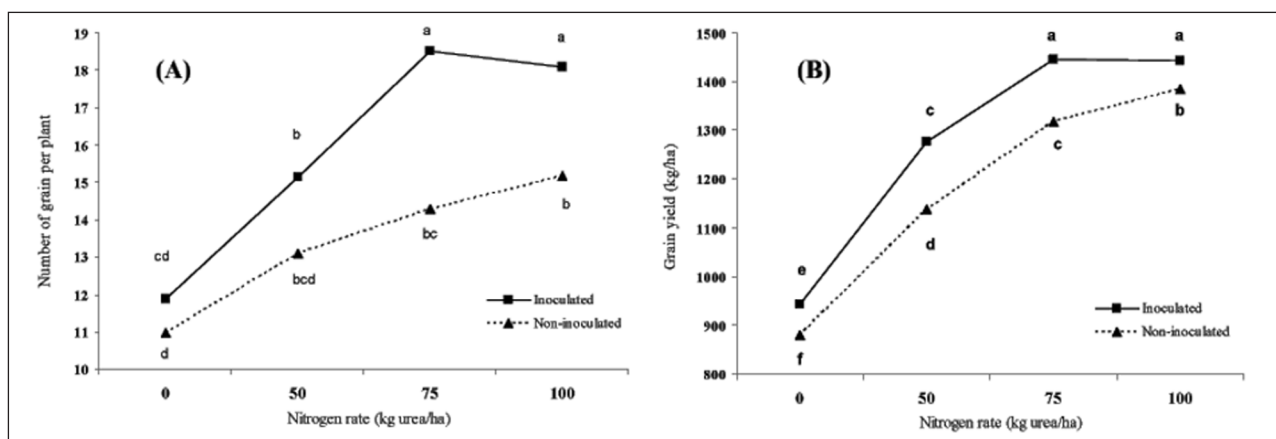 (A)
Number of grain per plant
19
18
17
16
15
14
13
12
11
10
a
a
b
cd
b
bc
bcd
d
Inoculated
Non-inoculated
0 50 75 100
Nitrogen rate (kg urea/ha)
(B)
Grain yield (kg/ha)
1500
1400
1300
1200
1100
1000
900
800
a
a
c
b
c
d
e
f
Inoculated
Non-inoculated
0 50 75 100
Nitrogen rate (kg urea/ha)